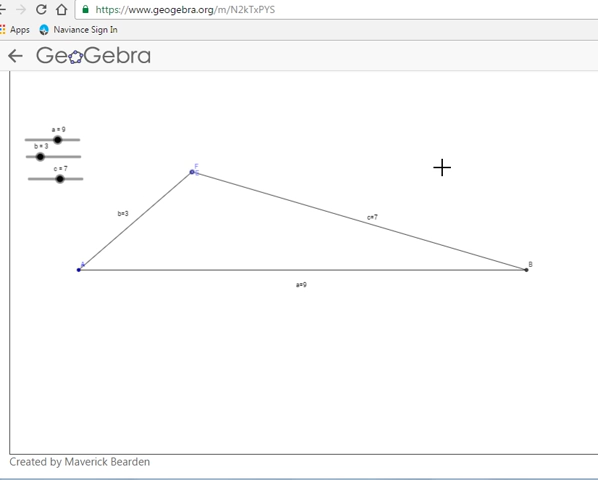 https://www.geogebra.org/m/N2kTxPYS
Apps Naviance Sign In
GeoGebra
a = 9
b = 3
c = 7
F
b=3
c=7
A
B
a=9
Created by Maverick Bearden